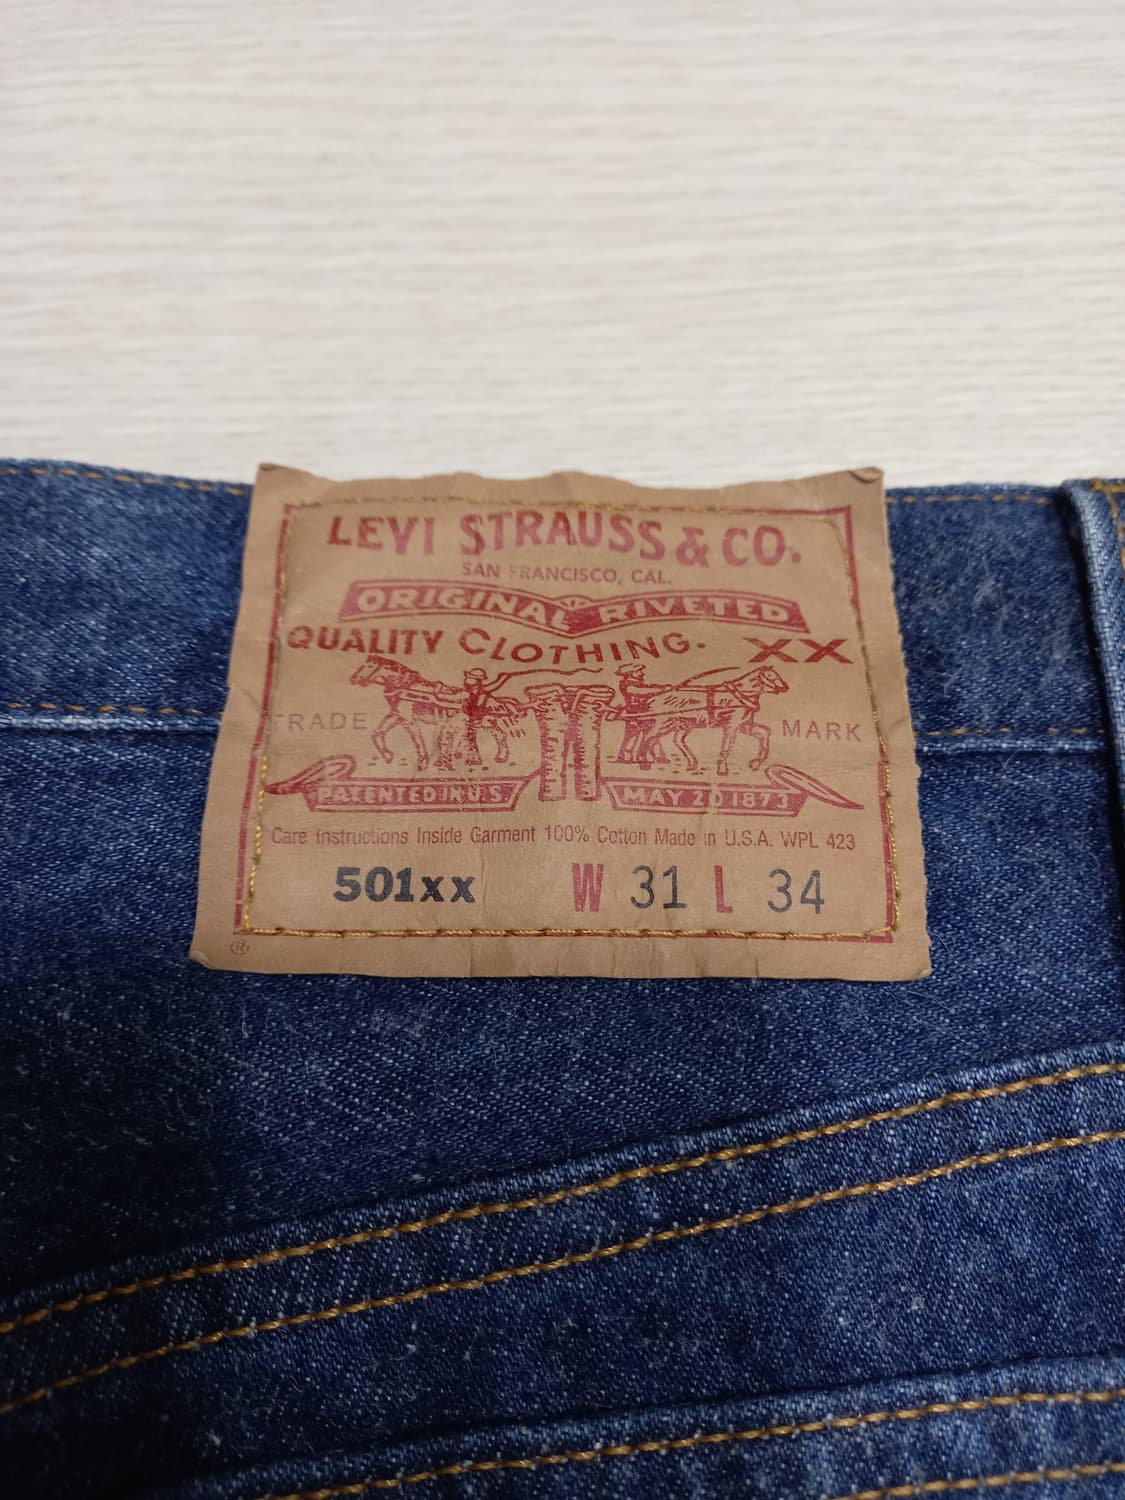 LEVI STRAUSS & CO.
SAN FRANCISCO, CAL.
ORIGINAL RIVETED
QUALITY CLOTHING. XX
TRADE MARK
PATENTED IN U.S. MAY 20 1873
Care Instructions Inside Garment 100% Cotton Made in U.S.A. WPL 423
501xx W 31 L 34
®